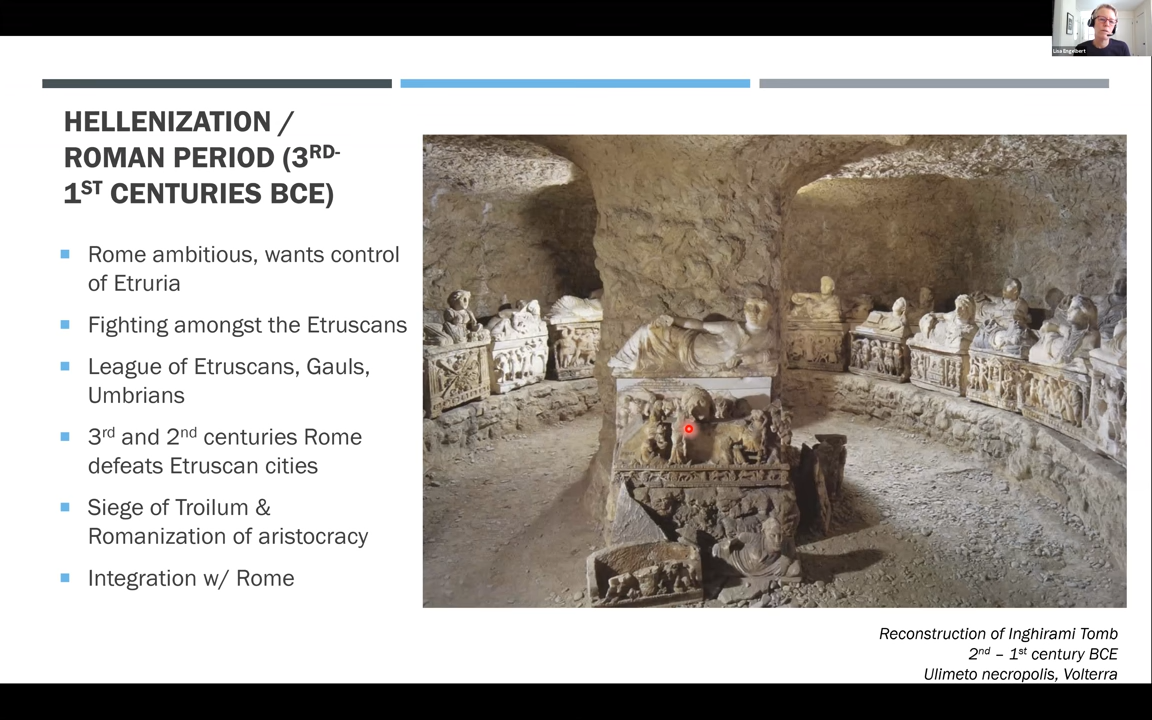 Lisa Engelbert
HELLENIZATION /
ROMAN PERIOD (3RD-
1ST CENTURIES BCE)
Rome ambitious, wants control
of Etruria
Fighting amongst the Etruscans
League of Etruscans, Gauls,
Umbrians
3rd and 2nd centuries Rome
defeats Etruscan cities
Siege of Troilum &
Romanization of aristocracy
Integration w/ Rome
Reconstruction of Inghirami Tomb
2nd – 1st century BCE
Ulimeto necropolis, Volterra